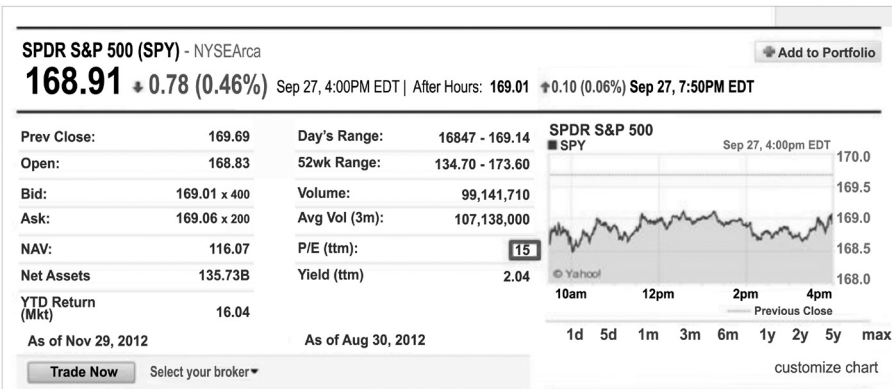 SPDR S&P 500 (SPY) - NYSEArca
Add to Portfolio
168.91 0.78 (0.46%) Sep 27, 4:00PM EDT | After Hours: 169.01 0.10 (0.06%) Sep 27, 7:50PM EDT
Prev Close: 169.69
Open: 168.83
Bid: 169.01 x 400
Ask: 169.06 x 200
NAV: 116.07
Net Assets 135.73B
YTD Return
(Mkt) 16.04
As of Nov 29, 2012
Day's Range: 16847 - 169.14
52wk Range: 134.70 - 173.60
Volume: 99,141,710
Avg Vol (3m): 107,138,000
P/E (ttm): 15
Yield (ttm) 2.04
As of Aug 30, 2012
SPDR S&P 500
SPY Sep 27, 4:00pm EDT
170.0
169.5
169.0
168.5
168.0
© Yahoo!
10am 12pm 2pm 4pm
Previous Close
1d 5d 1m 3m 6m 1y 2y 5y max
customize chart
Trade Now Select your broker